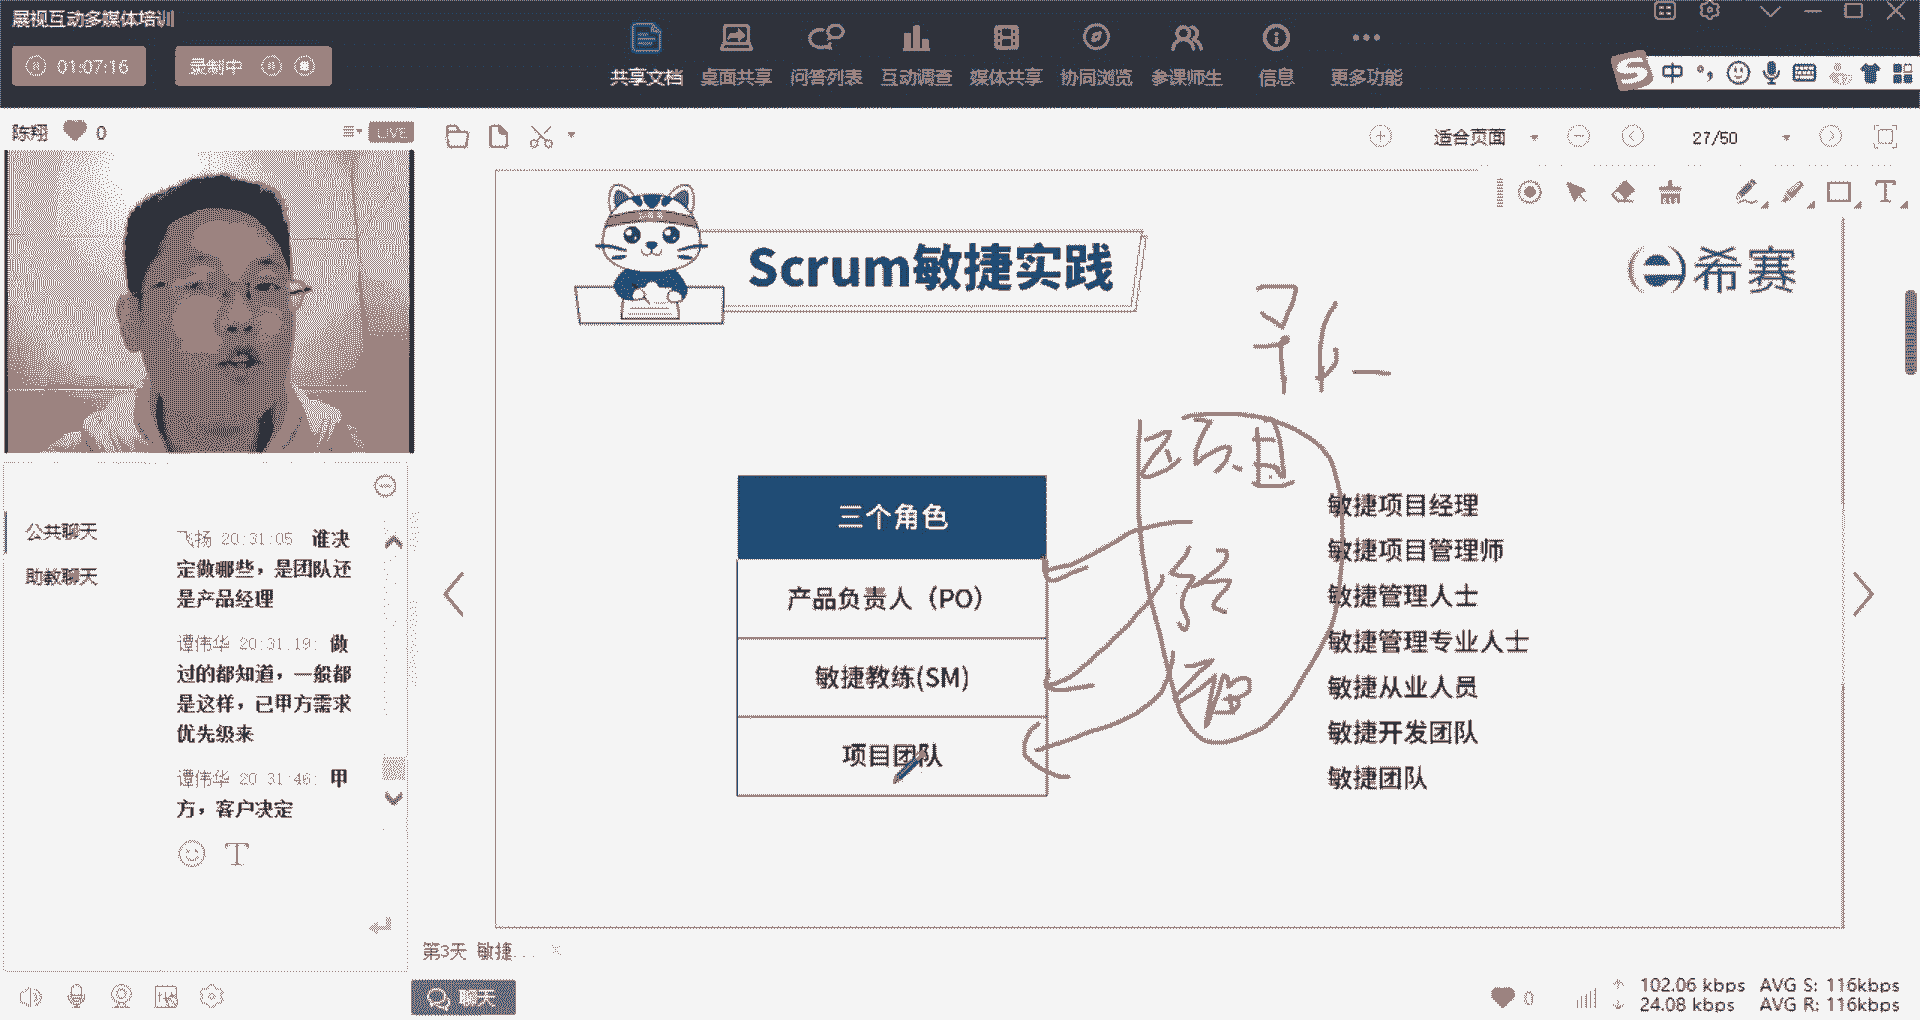 展视互动多媒体培训
01:07:16
录制中
共享文档 桌面共享 问答列表 互动调查 媒体共享 协同浏览 参课师生 信息 更多功能
中
陈翔 0
LIVE
适合页面
27/50
公共聊天
助教聊天
飞扬 20:31:05 谁决
定做哪些，是团队还
是产品经理
谭伟华 20:31:19: 做
过的都知道，一般都
是这样，已甲方需求
优先级来
谭伟华 20:31:46: 甲
方，客户决定
Scrum敏捷实践
希赛
三个角色
产品负责人（PO）
敏捷教练(SM)
项目团队
项目
经
理
敏捷项目经理
敏捷项目管理师
敏捷管理人士
敏捷管理专业人士
敏捷从业人员
敏捷开发团队
敏捷团队
第3天 敏捷...
聊天
0
102.06 kbps AVG S: 116kbps
24.08 kbps AVG R: 116kbps